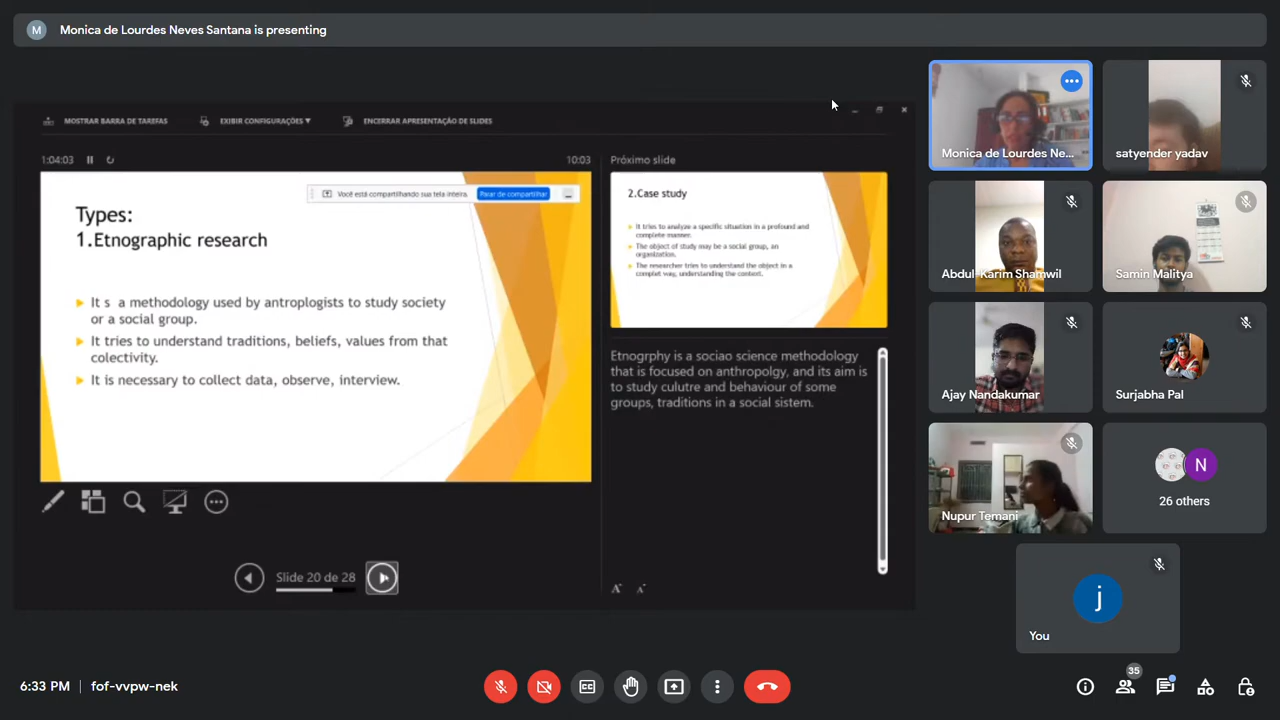 M
Monica de Lourdes Neves Santana is presenting
MOSTRAR BARRA DE TAREFAS
EXIBIR CONFIGURAÇÕES ▼
ENCERRAR APRESENTAÇÃO DE SLIDES
1:04:03
10:03
Você está compartilhando sua tela inteira.
Parar de compartilhar
Types:
1.Etnographic research
It s a methodology used by antroplogists to study society
or a social group.
It tries to understand traditions, beliefs, values from that
colectivity.
It is necessary to collect data, observe, interview.
Slide 20 de 28
Próximo slide
2.Case study
It tries to analyze a specific situation in a profound and
complete manner.
The object of study may be a social group, an
organization.
The researcher tries to understand the object in a
complet way, understanding the context.
Etnogrphy is a sociao science methodology
that is focused on anthropolgy, and its aim is
to study culutre and behaviour of some
groups, traditions in a social sistem.
A
A
Monica de Lourdes Ne...
satyender yadav
Abdul-Karim Shamwil
Samin Malitya
Ajay Nandakumar
Surjabha Pal
Nupur Temani
N
26 others
j
You
6:33 PM | fof-vvpw-nek
CC
35